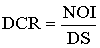 DCR = NOI / DS